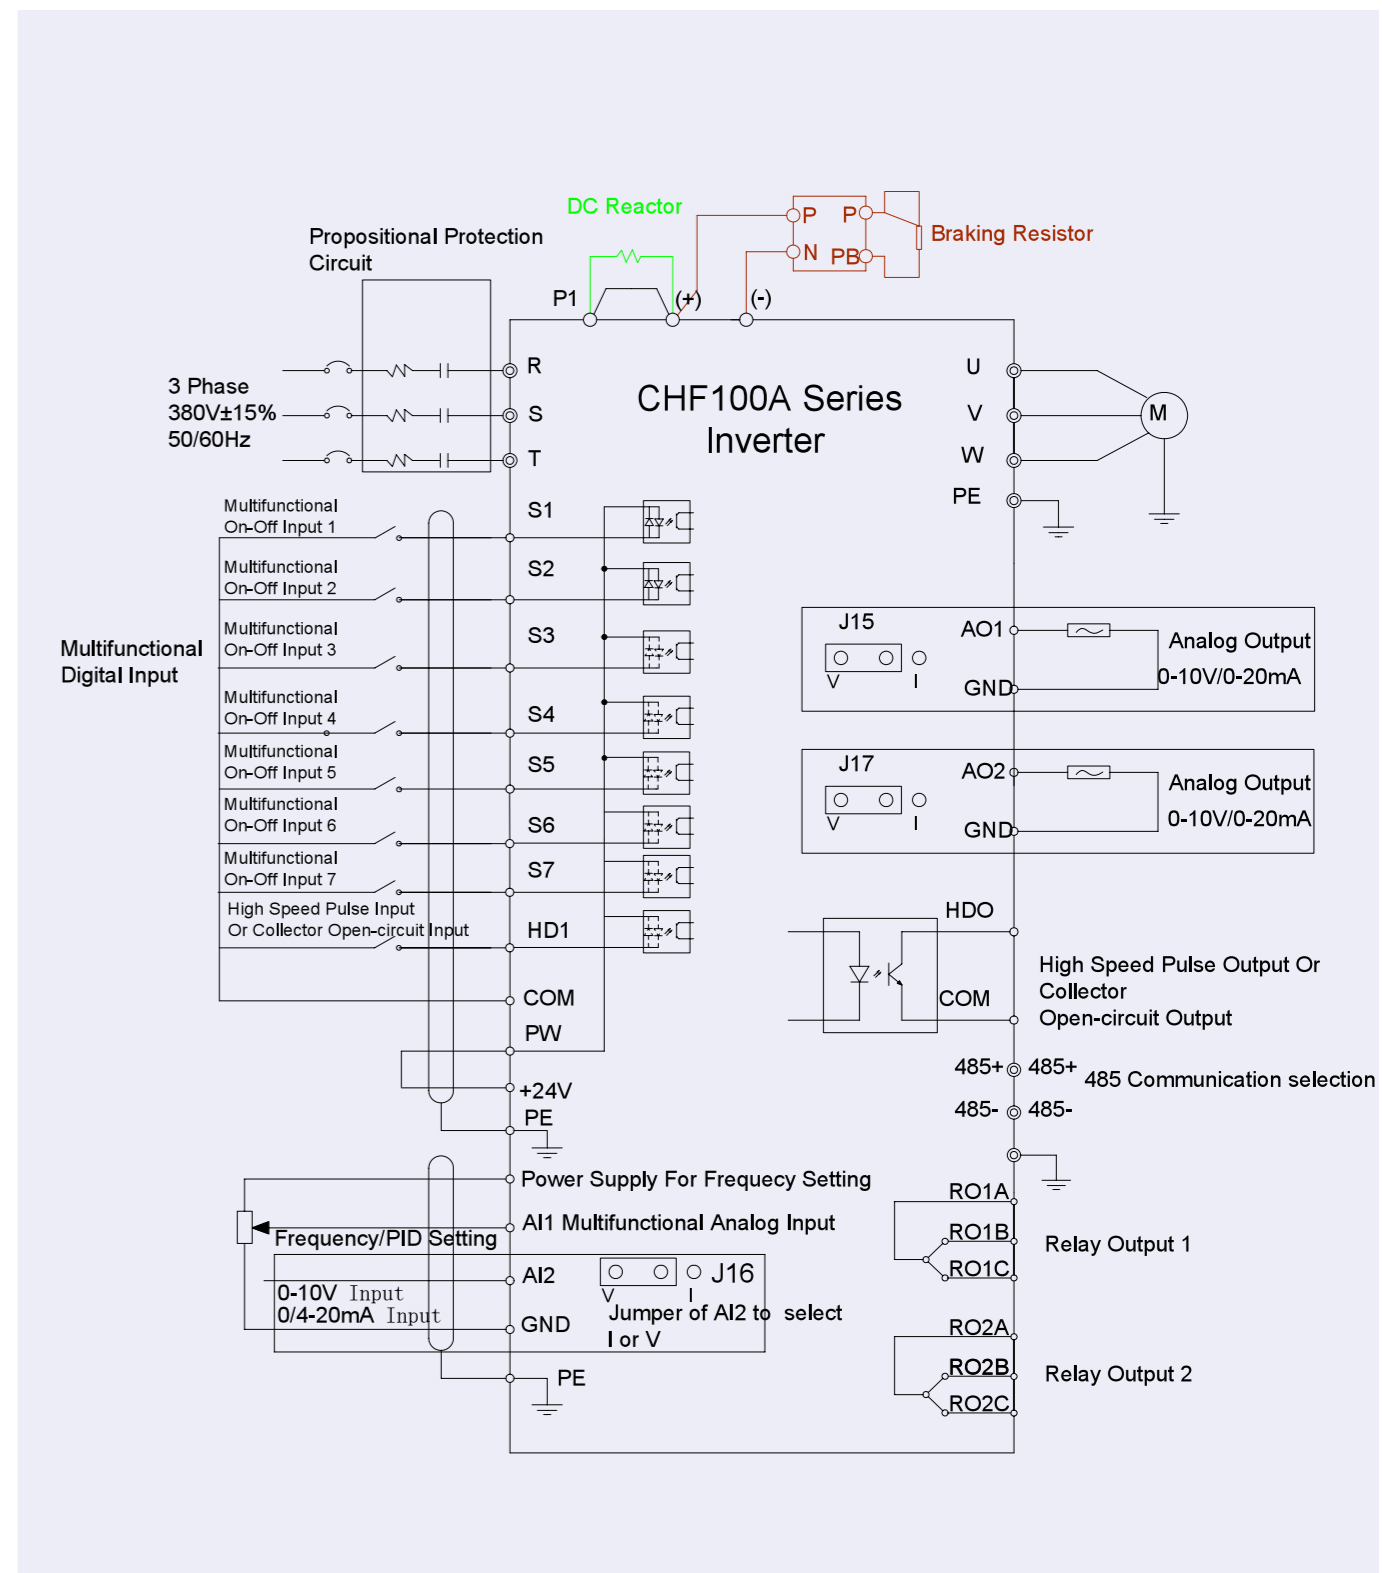 DC Reactor
Propositional Protection
Circuit
P
P
N
PB
Braking Resistor
P1
(+)
(-)
3 Phase
380V±15%
50/60Hz
R
S
T
CHF100A Series
Inverter
U
V
W
PE
M
Multifunctional
Digital Input
Multifunctional
On-Off Input 1
S1
Multifunctional
On-Off Input 2
S2
Multifunctional
On-Off Input 3
S3
Multifunctional
On-Off Input 4
S4
Multifunctional
On-Off Input 5
S5
Multifunctional
On-Off Input 6
S6
Multifunctional
On-Off Input 7
S7
High Speed Pulse Input
Or Collector Open-circuit Input
HD1
COM
PW
+24V
PE
J15
V
I
AO1
GND
Analog Output
0-10V/0-20mA
J17
V
I
AO2
GND
Analog Output
0-10V/0-20mA
HDO
COM
High Speed Pulse Output Or
Collector
Open-circuit Output
485+
485+
485-
485-
485 Communication selection
Power Supply For Frequecy Setting
AI1 Multifunctional Analog Input
Frequency/PID Setting
AI2
0-10V Input
0/4-20mA Input
GND
J16
V
I
Jumper of AI2 to select
I or V
PE
RO1A
RO1B
RO1C
Relay Output 1
RO2A
RO2B
RO2C
Relay Output 2